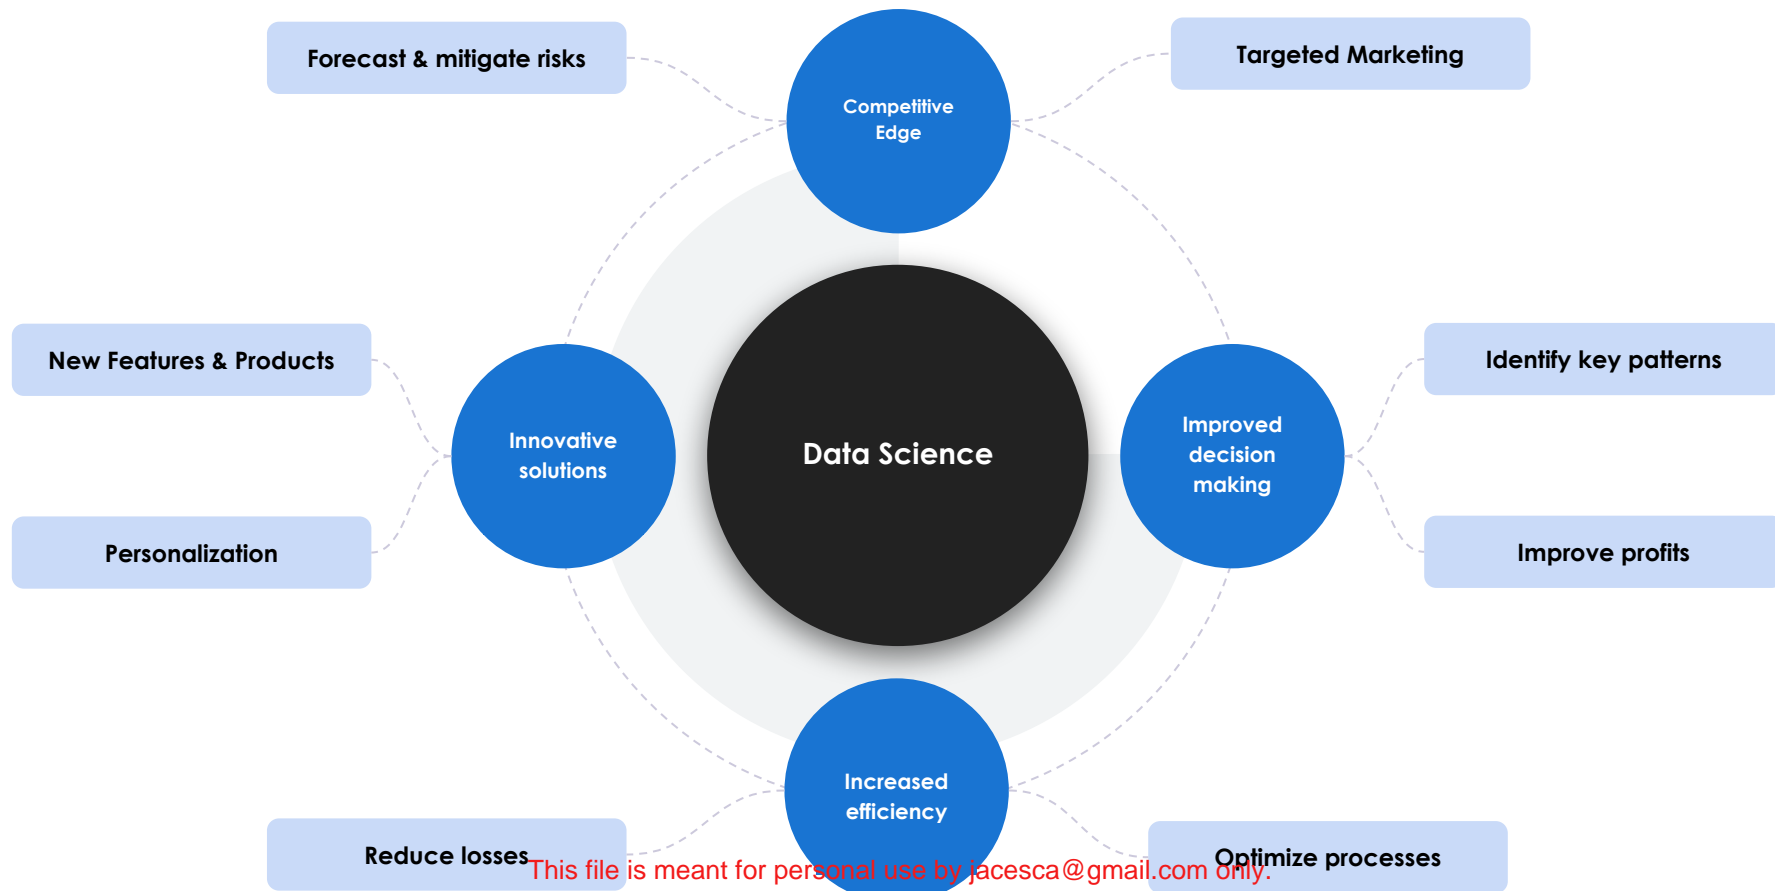 Forecast & mitigate risks
Targeted Marketing
Competitive
Edge
New Features & Products
Identify key patterns
Innovative
solutions
Data Science
Improved
decision
making
Personalization
Improve profits
Increased
efficiency
Reduce losses
Optimize processes
This file is meant for personal use by jacesca@gmail.com only.